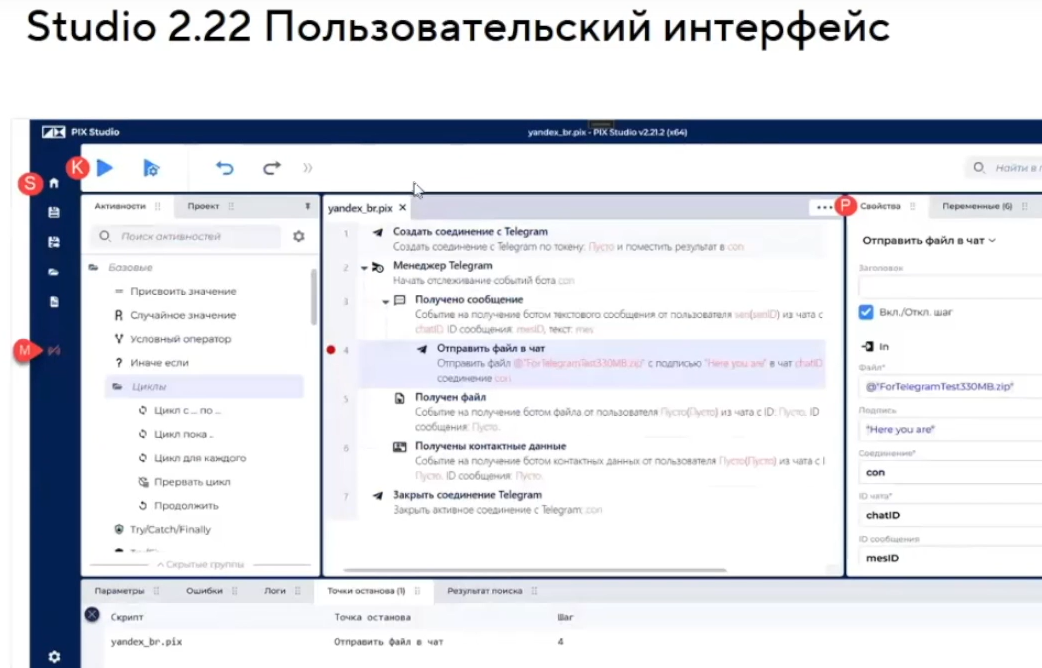 Studio 2.22 Пользовательский интерфейс
PIX Studio
yandex_br.pix - PIX Studio v2.21.2 (x64)
K
S
M
P
Найти в
Активности
Проект
Поиск активностей
Базовые
Присвоить значение
Случайное значение
Условный оператор
Иначе если
Циклы
Цикл с ... по ...
Цикл пока ..
Цикл для каждого
Прервать цикл
Продолжить
Try/Catch/Finally
Скрытые группы
yandex_br.pix
1
Создать соединение с Telegram
Создать соединение с Telegram по токену: Пусто и поместить результат в con
2
Менеджер Telegram
Начать отслеживание событий бота con
3
Получено сообщение
Событие на получение ботом текстового сообщения от пользователя sen(senID) из чата с
chatID. ID сообщения: mesID, текст: mes
4
Отправить файл в чат
Отправить файл @"ForTelegramTest330MB.zip" с подписью "Here you are" в чат chatID
соединение con
5
Получен файл
Событие на получение ботом файла от пользователя Пусто(Пусто) из чата с ID: Пусто. ID
сообщения: Пусто.
6
Получены контактные данные
Событие на получение ботом контактных данных от пользователя Пусто(Пусто) из чата с I
Пусто. ID сообщения: Пусто.
7
Закрыть соединение Telegram
Закрыть активное соединение с Telegram: con
Свойства
Переменные (6)
Отправить файл в чат
Заголовок
Вкл./Откл. шаг
In
Файл*
@"ForTelegramTest330MB.zip"
Подпись
"Here you are"
Соединение*
con
ID чата*
chatID
ID сообщения
mesID
Параметры
Ошибки
Логи
Точки останова (1)
Результат поиска
Скрипт
Точка останова
Шаг
yandex_br.pix
Отправить файл в чат
4